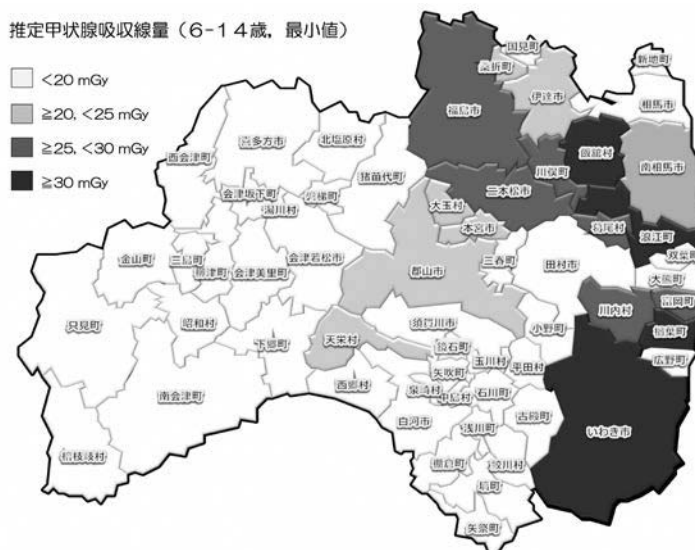 推定甲状腺吸収線量（6-14歳，最小値）
<20 mGy
≧20, <25 mGy
≧25, <30 mGy
≧30 mGy
国見町
桑折町
新地町
伊達市
相馬市
福島市
飯舘村
南相馬市
川俣町
喜多方市
北塩原村
西会津町
猪苗代町
二本松市
会津坂下町
磐梯町
湯川村
大玉村
本宮市
葛尾村
浪江町
双葉町
金山町
三島町
柳津町
会津美里町
会津若松市
郡山市
三春町
田村市
大熊町
富岡町
川内村
只見町
昭和村
下郷町
天栄村
須賀川市
小野町
楢葉町
鏡石町
玉川村
平田村
広野町
矢吹町
南会津町
西郷村
泉崎村
中島村
石川町
白河市
古殿町
浅川町
いわき市
檜枝岐村
棚倉町
鮫川村
塙町
矢祭町